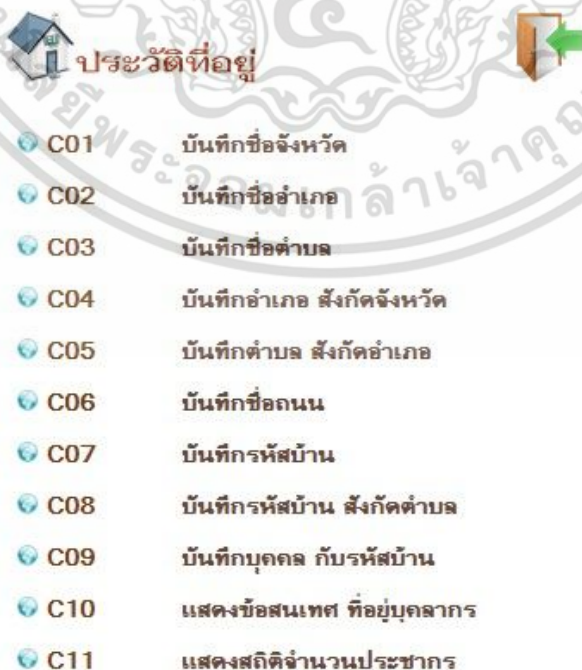 ประวัติที่อยู่
C01 บันทึกชื่อจังหวัด
C02 บันทึกชื่ออำเภอ
C03 บันทึกชื่อตำบล
C04 บันทึกอำเภอ สังกัดจังหวัด
C05 บันทึกตำบล สังกัดอำเภอ
C06 บันทึกชื่อถนน
C07 บันทึกรหัสบ้าน
C08 บันทึกรหัสบ้าน สังกัดตำบล
C09 บันทึกบุคคล กับรหัสบ้าน
C10 แสดงข้อสนเทศ ที่อยู่บุคลากร
C11 แสดงสถิติจำนวนประชากร